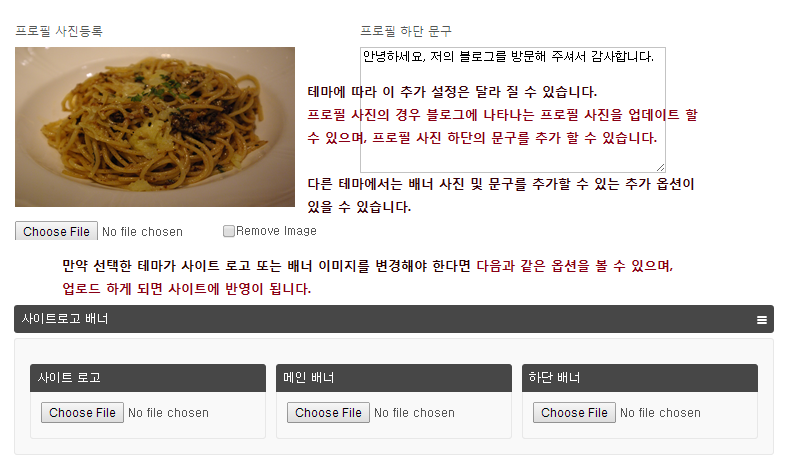 프로필 사진등록
프로필 하단 문구
안녕하세요, 저의 블로그를 방문해 주셔서 감사합니다.
테마에 따라 이 추가 설정은 달라 질 수 있습니다.
프로필 사진의 경우 블로그에 나타나는 프로필 사진을 업데이트 할
수 있으며, 프로필 사진 하단의 문구를 추가 할 수 있습니다.
다른 테마에서는 배너 사진 및 문구를 추가할 수 있는 추가 옵션이
있을 수 있습니다.
Choose File No file chosen
Remove Image
만약 선택한 테마가 사이트 로고 또는 배너 이미지를 변경해야 한다면 다음과 같은 옵션을 볼 수 있으며,
업로드 하게 되면 사이트에 반영이 됩니다.
사이트로고 배너
사이트 로고
메인 배너
하단 배너
Choose File No file chosen
Choose File No file chosen
Choose File No file chosen